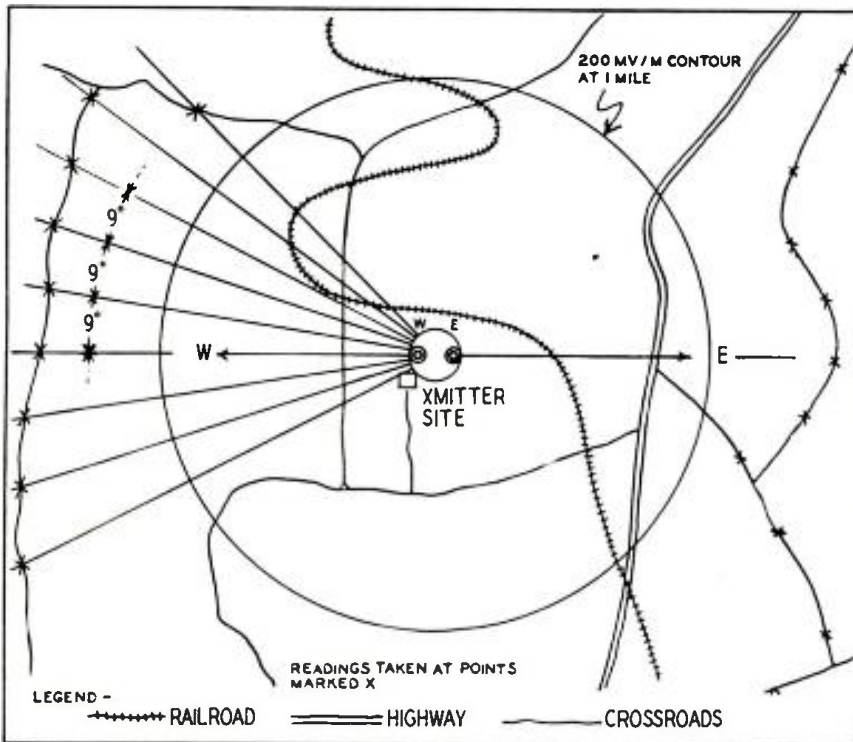 200 MV/M CONTOUR
AT 1 MILE
9°
9°
9°
W
W E
E
XMITTER
SITE
READINGS TAKEN AT POINTS
MARKED X
LEGEND -
RAILROAD HIGHWAY CROSSROADS